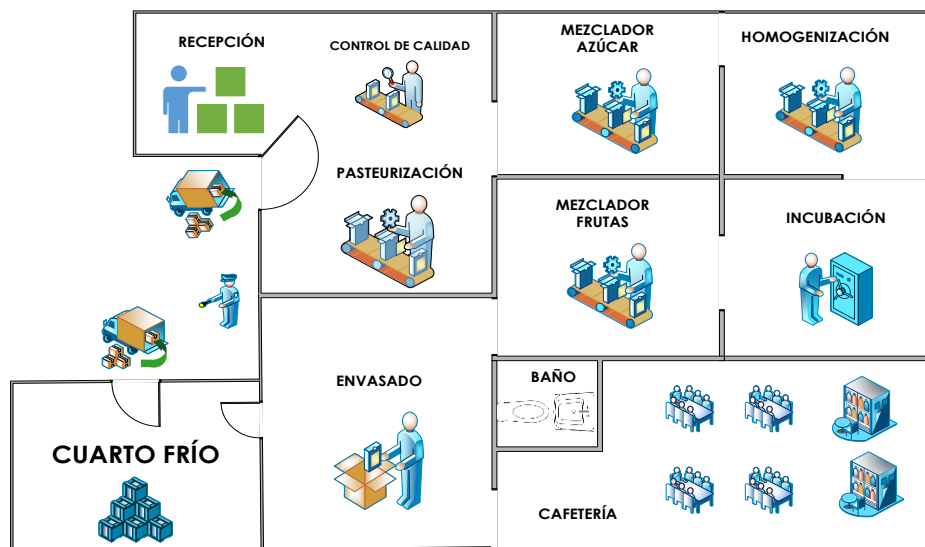 RECEPCIÓN
CONTROL DE CALIDAD
MEZCLADOR
AZÚCAR
HOMOGENIZACIÓN
PASTEURIZACIÓN
MEZCLADOR
FRUTAS
INCUBACIÓN
ENVASADO
BAÑO
CUARTO FRÍO
CAFETERÍA